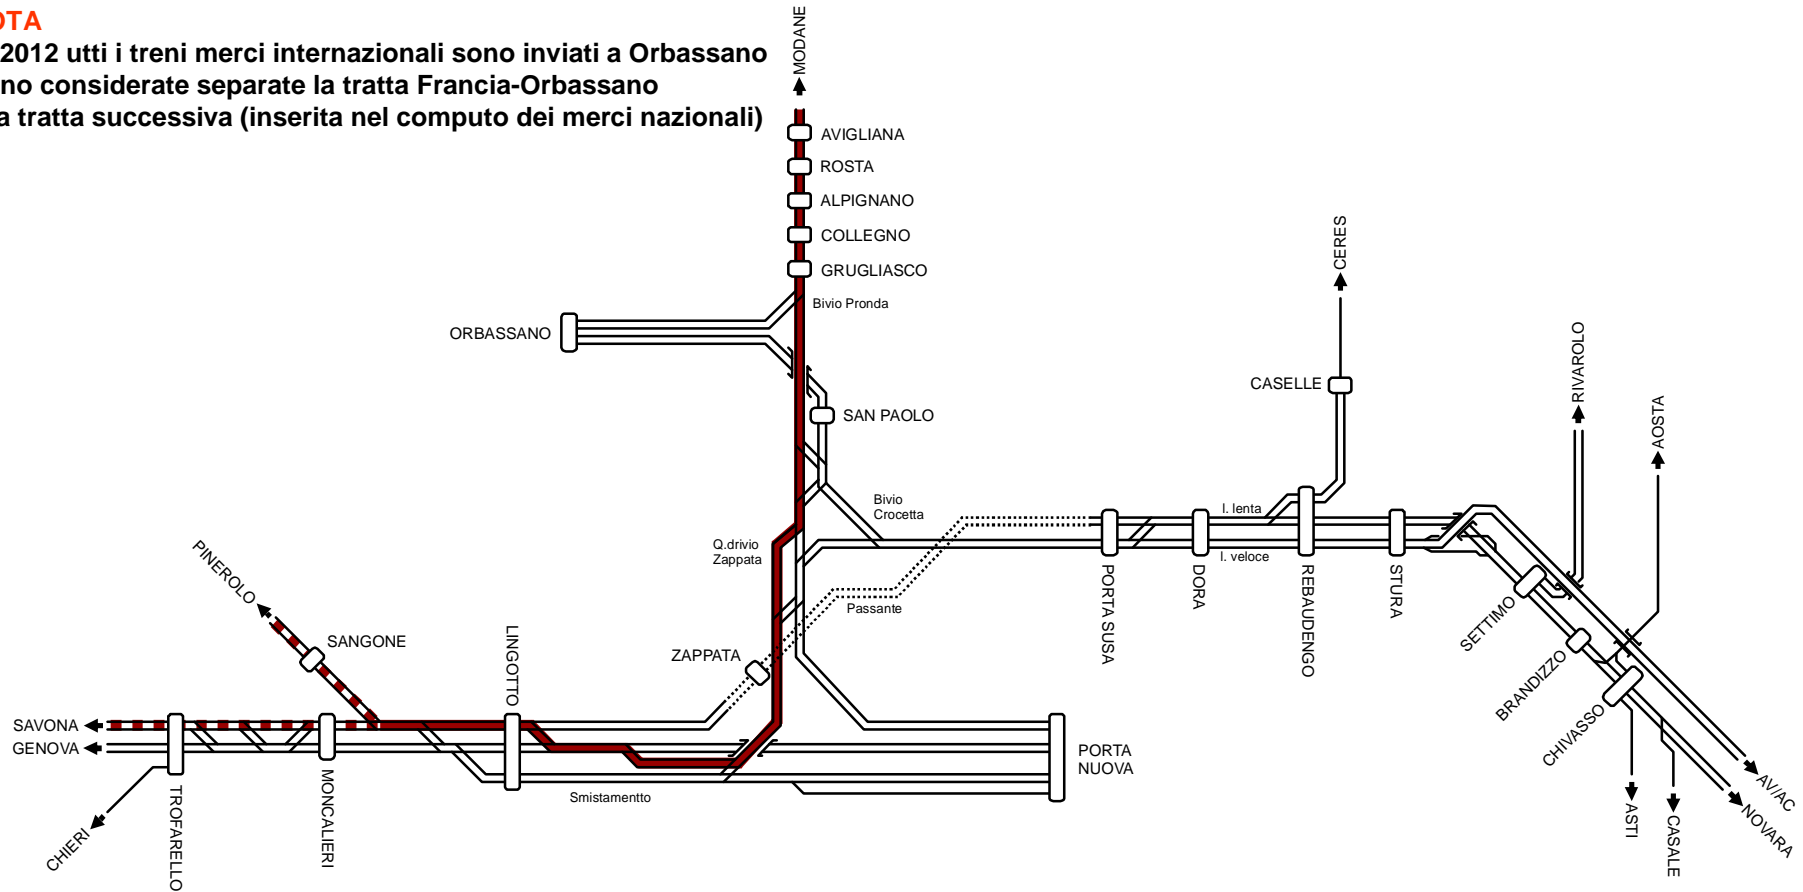 OTA
2012 utti i treni merci internazionali sono inviati a Orbassano
no considerate separate la tratta Francia-Orbassano
a tratta successiva (inserita nel computo dei merci nazionali)
MODANE
AVIGLIANA
ROSTA
ALPIGNANO
COLLEGNO
GRUGLIASCO
Bivio Pronda
ORBASSANO
SAN PAOLO
CERES
CASELLE
RIVAROLO
AOSTA
Bivio
Crocetta
l. lenta
l. veloce
Q.drivio
Zappata
Passante
PORTA SUSA
DORA
REBAUDENGO
STURA
SETTIMO
BRANDIZZO
CHIVASSO
PINEROLO
SANGONE
LINGOTTO
ZAPPATA
SAVONA
GENOVA
CHIERI
TROFARELLO
MONCALIERI
Smistamentto
PORTA
NUOVA
ASTI
CASALE
NOVARA
AV/AC